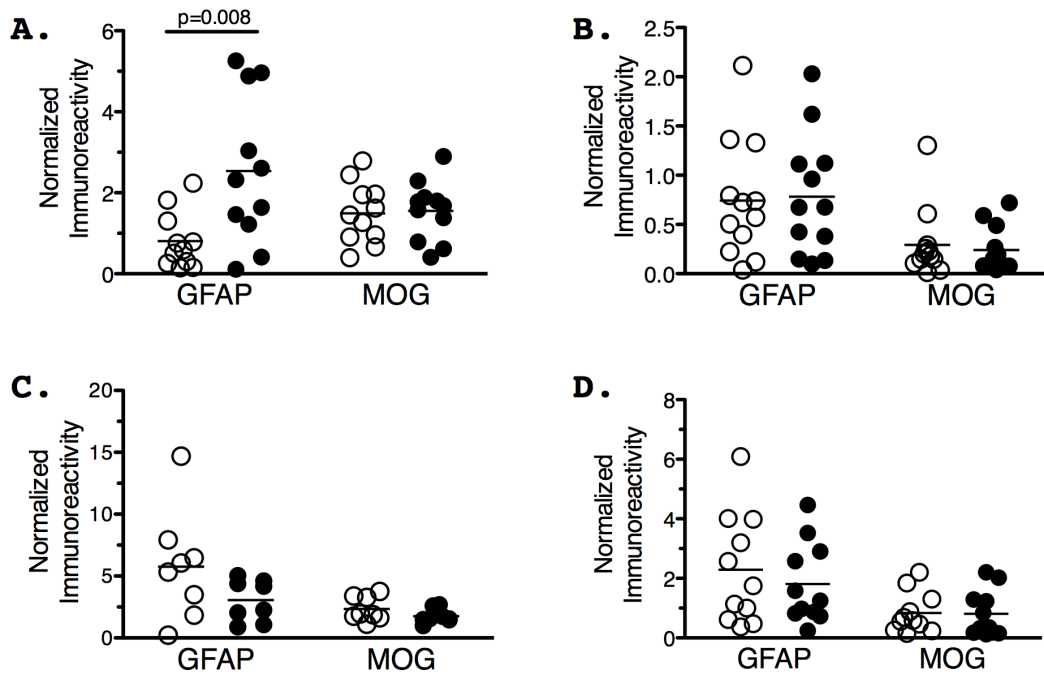 A.
p=0.008
Normalized
Immunoreactivity
6
4
2
0
GFAP MOG
B.
Normalized
Immunoreactivity
2.5
2.0
1.5
1.0
0.5
0.0
GFAP MOG
C.
Normalized
Immunoreactivity
20
15
10
5
0
GFAP MOG
D.
Normalized
Immunoreactivity
8
6
4
2
0
GFAP MOG